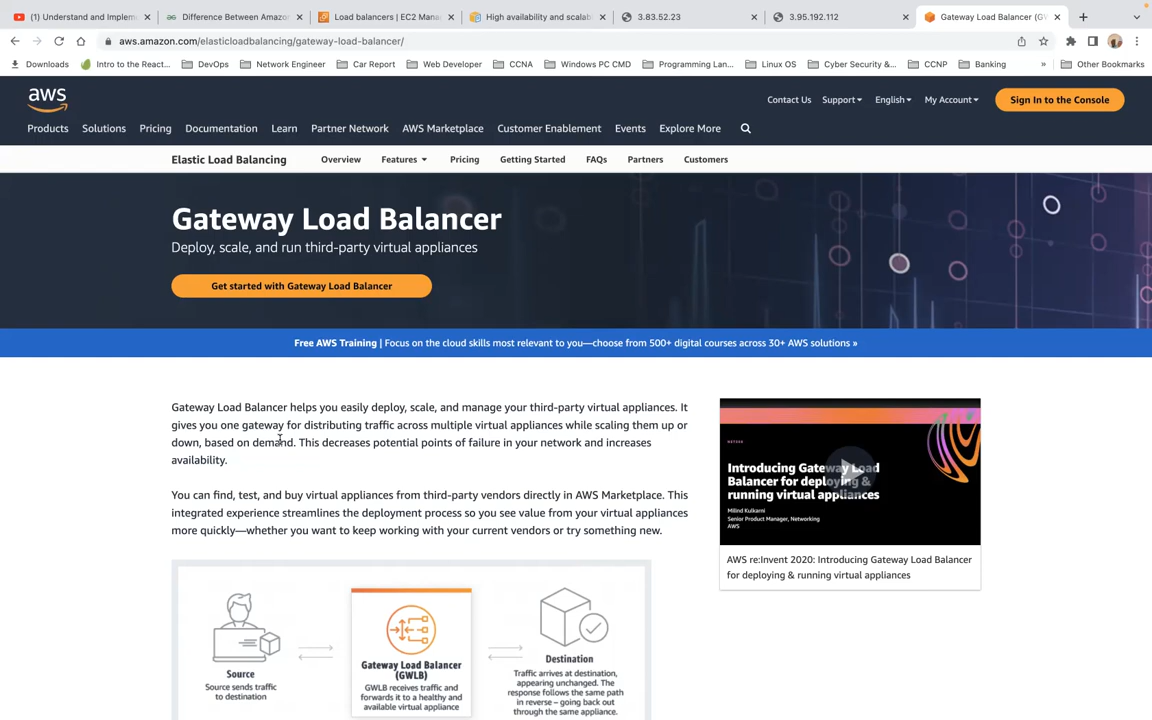 (1) Understand and Implem
Difference Between Amazo
Load balancers | EC2 Mana
High availability and scalab
3.83.52.23
3.95.192.112
Gateway Load Balancer (G
aws.amazon.com/elasticloadbalancing/gateway-load-balancer/
Downloads
Intro to the React...
DevOps
Network Engineer
Car Report
Web Developer
CCNA
Windows PC CMD
Programming Lan...
Linux OS
Cyber Security &...
CCNP
Banking
»
Other Bookmarks
aws
Contact Us
Support
English
My Account
Sign In to the Console
Products
Solutions
Pricing
Documentation
Learn
Partner Network
AWS Marketplace
Customer Enablement
Events
Explore More
Elastic Load Balancing
Overview
Features
Pricing
Getting Started
FAQs
Partners
Customers
Gateway Load Balancer
Deploy, scale, and run third-party virtual appliances
Get started with Gateway Load Balancer
Free AWS Training | Focus on the cloud skills most relevant to you—choose from 500+ digital courses across 30+ AWS solutions »
Gateway Load Balancer helps you easily deploy, scale, and manage your third-party virtual appliances. It
gives you one gateway for distributing traffic across multiple virtual appliances while scaling them up or
down, based on demand. This decreases potential points of failure in your network and increases
availability.
You can find, test, and buy virtual appliances from third-party vendors directly in AWS Marketplace. This
integrated experience streamlines the deployment process so you see value from your virtual appliances
more quickly—whether you want to keep working with your current vendors or try something new.
Introducing Gateway Load
Balancer for deploying &
running virtual appliances
Milind Kulkarni
Senior Product Manager, Networking
AWS
AWS re:Invent 2020: Introducing Gateway Load Balancer
for deploying & running virtual appliances
Source
Source sends traffic
to destination
Gateway Load Balancer
(GWLB)
GWLB receives traffic and
forwards it to a healthy and
available virtual appliance
Destination
Traffic arrives at destination,
appearing unchanged. The
response follows the same path
in reverse – going back out
through the same appliance.